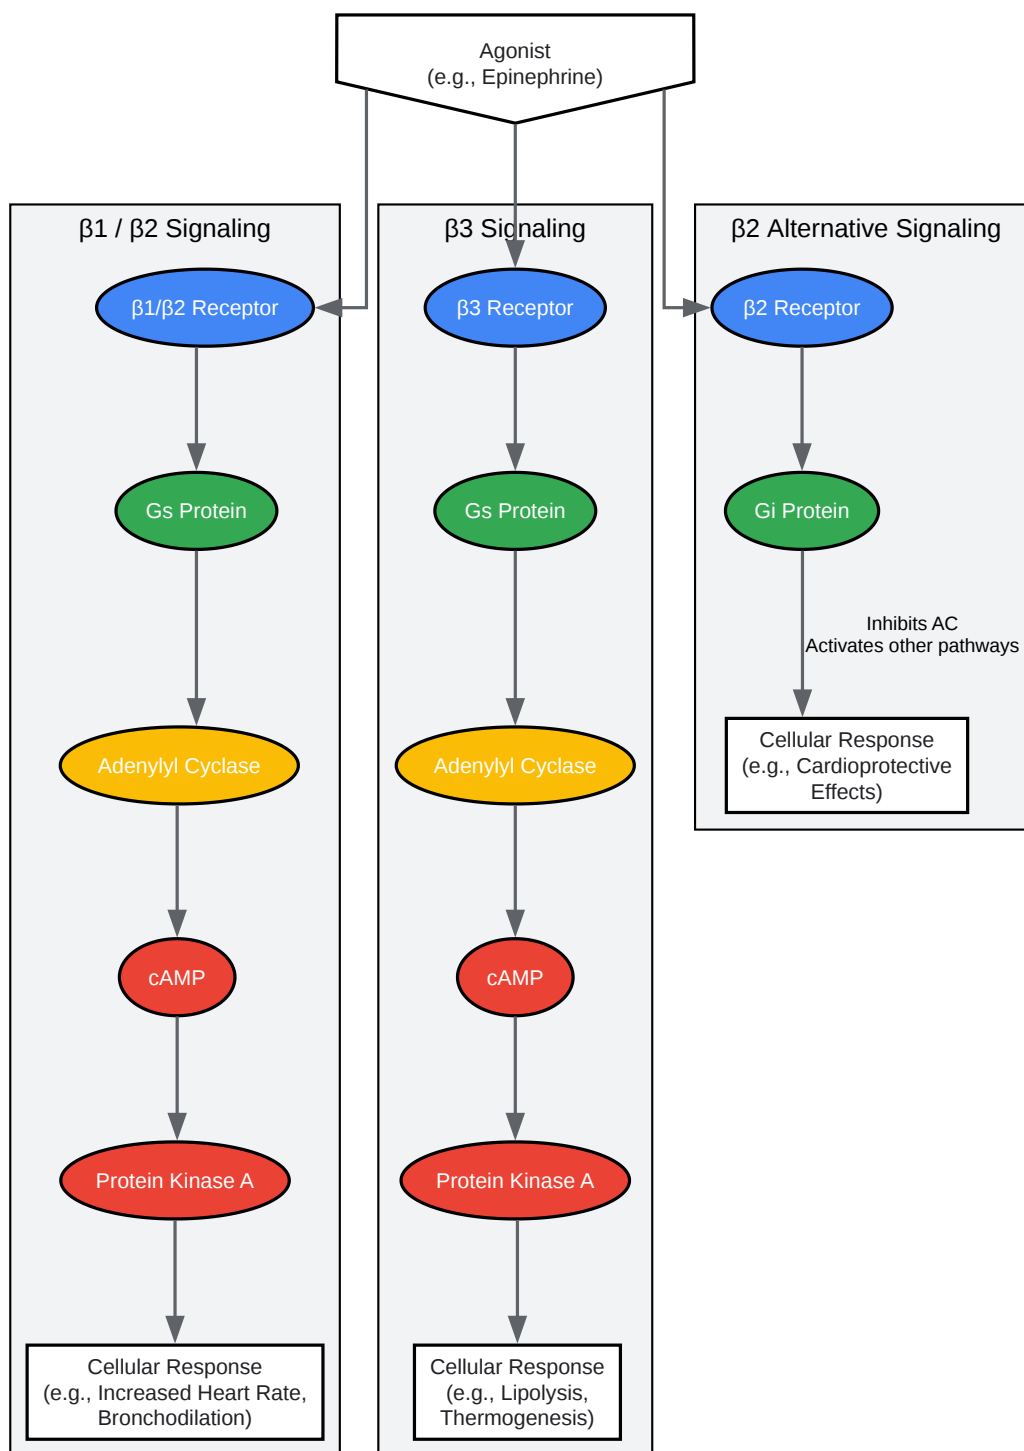 Agonist
(e.g., Epinephrine)
β1 / β2 Signaling
β1/β2 Receptor
Gs Protein
Adenylyl Cyclase
cAMP
Protein Kinase A
Cellular Response
(e.g., Increased Heart Rate,
Bronchodilation)
β3 Signaling
β3 Receptor
Gs Protein
Adenylyl Cyclase
cAMP
Protein Kinase A
Cellular Response
(e.g., Lipolysis,
Thermogenesis)
β2 Alternative Signaling
β2 Receptor
Gi Protein
Inhibits AC
Activates other pathways
Cellular Response
(e.g., Cardioprotective
Effects)